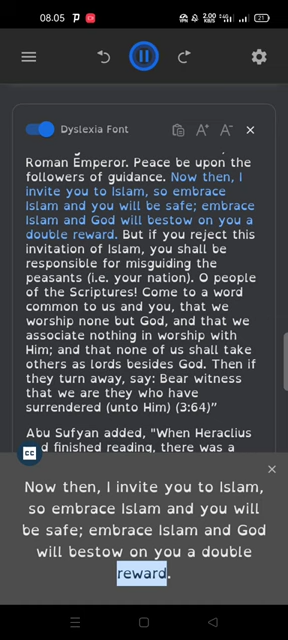 08.05
2.00
KB/s
21
Dyslexia Font
A+ A-
Roman Emperor. Peace be upon the
followers of guidance. Now then, I
invite you to Islam, so embrace
Islam and you will be safe; embrace
Islam and God will bestow on you a
double reward. But if you reject this
invitation of Islam, you shall be
responsible for misguiding the
peasants (i.e. your nation). O people
of the Scriptures! Come to a word
common to us and you, that we
worship none but God, and that we
associate nothing in worship with
Him; and that none of us shall take
others as lords besides God. Then if
they turn away, say: Bear witness
that we are they who have
surrendered (unto Him) (3:64)”
Abu Sufyan added, "When Heraclius
finished reading, there was a
CC
Now then, I invite you to Islam,
so embrace Islam and you will
be safe; embrace Islam and God
will bestow on you a double
reward.